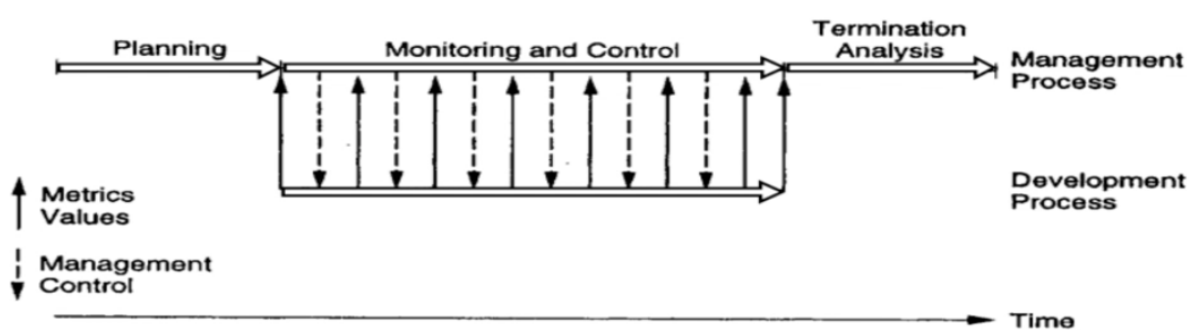 Planning
Monitoring and Control
Termination
Analysis
Management
Process
Metrics
Values
Development
Process
Management
Control
Time